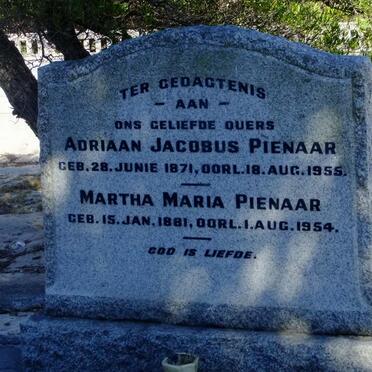 TER GEDAGTENIS
– AAN –
ONS GELIEFDE OUERS
ADRIAAN JACOBUS PIENAAR
GEB. 28. JUNIE 1871, OORL. 18. AUG. 1955.
MARTHA MARIA PIENAAR
GEB. 15. JAN. 1881, OORL. 1. AUG. 1954.
GOD IS LIEFDE.